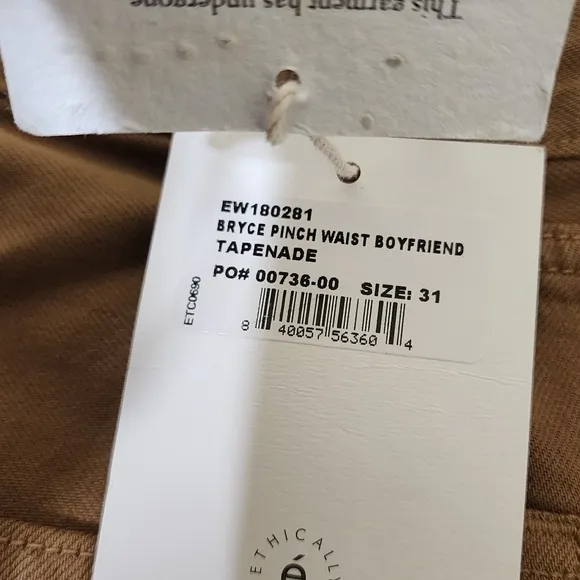 This garment has undergone
EW180281
BRYCE PINCH WAIST BOYFRIEND
TAPENADE
PO# 00736-00 SIZE: 31
8 40057 56360 4
ETC0690
ETHICALL
é